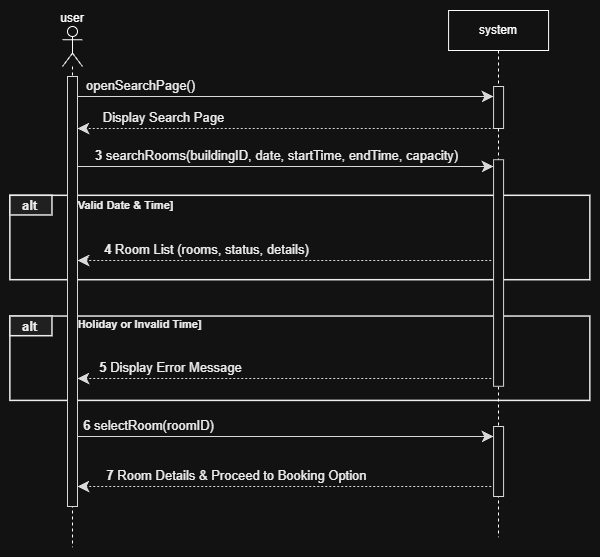 user
system
openSearchPage()
Display Search Page
3 searchRooms(buildingID, date, startTime, endTime, capacity)
alt
Valid Date & Time]
4 Room List (rooms, status, details)
alt
Holiday or Invalid Time]
5 Display Error Message
6 selectRoom(roomID)
7 Room Details & Proceed to Booking Option